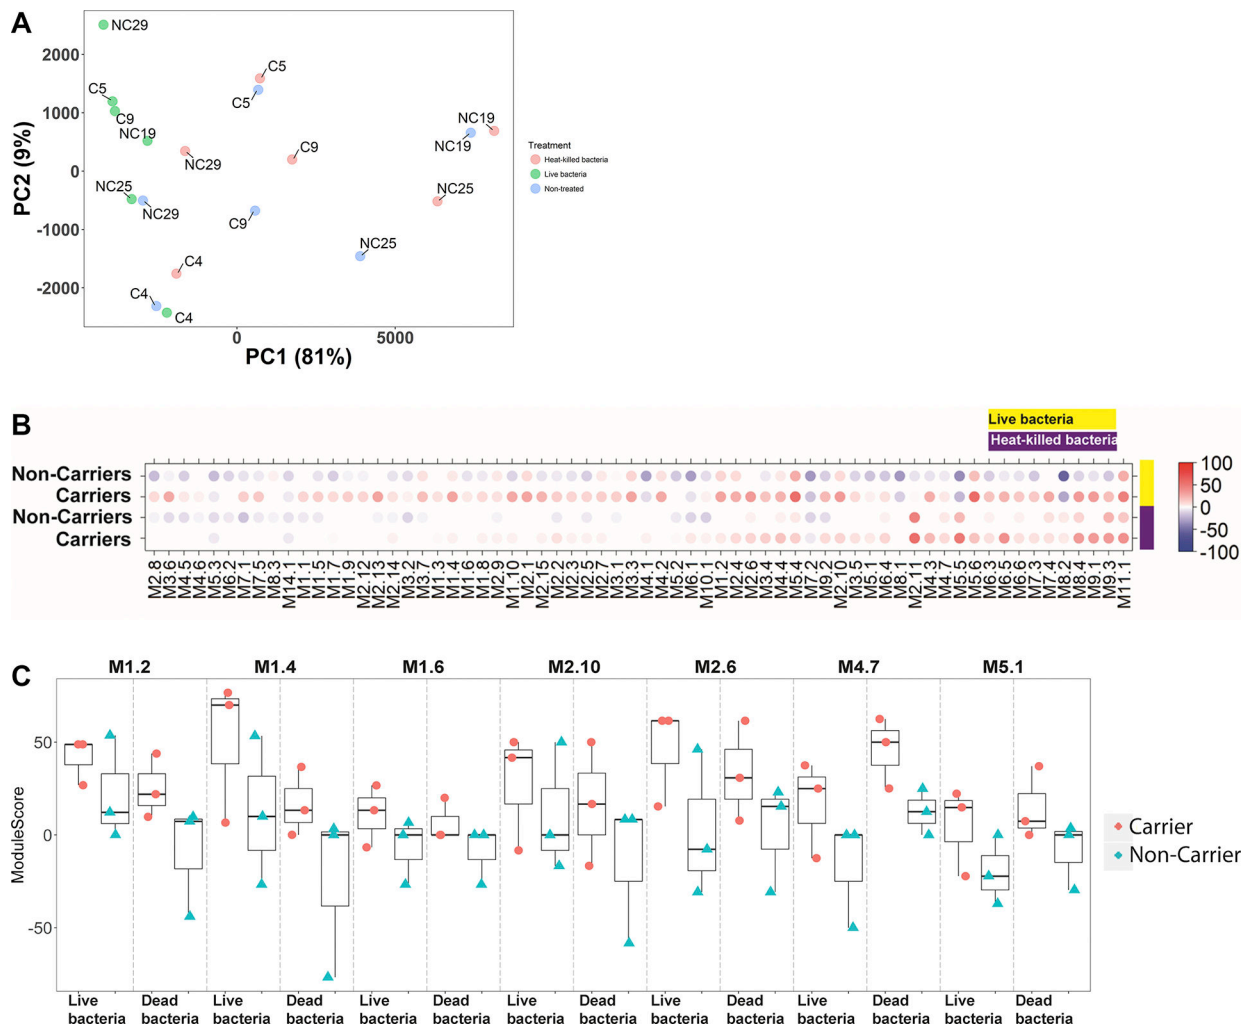 A
NC29
2000
C5
C5
C5
1000
C9
NC19
NC19
NC19
NC29
C9
0
NC25
NC29
NC25
C9
NC25
-1000
C4
-2000
C4
C4
PC2 (9%)
0
5000
PC1 (81%)
Treatment
Heat-killed bacteria
Live bacteria
Non-treated
B
Live bacteria
Heat-killed bacteria
Non-Carriers
Carriers
Non-Carriers
Carriers
100
50
0
-50
-100
M2.8
M3.6
M4.5
M4.6
M5.3
M6.2
M7.1
M7.5
M8.3
M14.1
M1.1
M1.5
M1.7
M1.9
M2.12
M2.13
M2.14
M3.2
M3.7
M1.3
M1.4
M1.6
M1.8
M2.9
M1.10
M2.1
M2.15
M2.2
M2.3
M2.5
M2.7
M3.1
M3.3
M4.1
M4.2
M5.2
M6.1
M10.1
M1.2
M2.4
M2.6
M3.4
M4.4
M5.4
M7.2
M9.2
M2.10
M3.5
M5.1
M6.4
M8.1
M2.11
M4.3
M4.7
M5.5
M5.6
M6.3
M6.5
M6.6
M7.3
M7.4
M8.2
M8.4
M9.1
M9.3
M11.1
C
M1.2 M1.4 M1.6 M2.10 M2.6 M4.7 M5.1
50
0
-50
ModuleScore
Carrier
Non-Carrier
Live Dead Live Dead Live Dead Live Dead Live Dead Live Dead Live Dead
bacteria bacteria bacteria bacteria bacteria bacteria bacteria bacteria bacteria bacteria bacteria bacteria bacteria bacteria